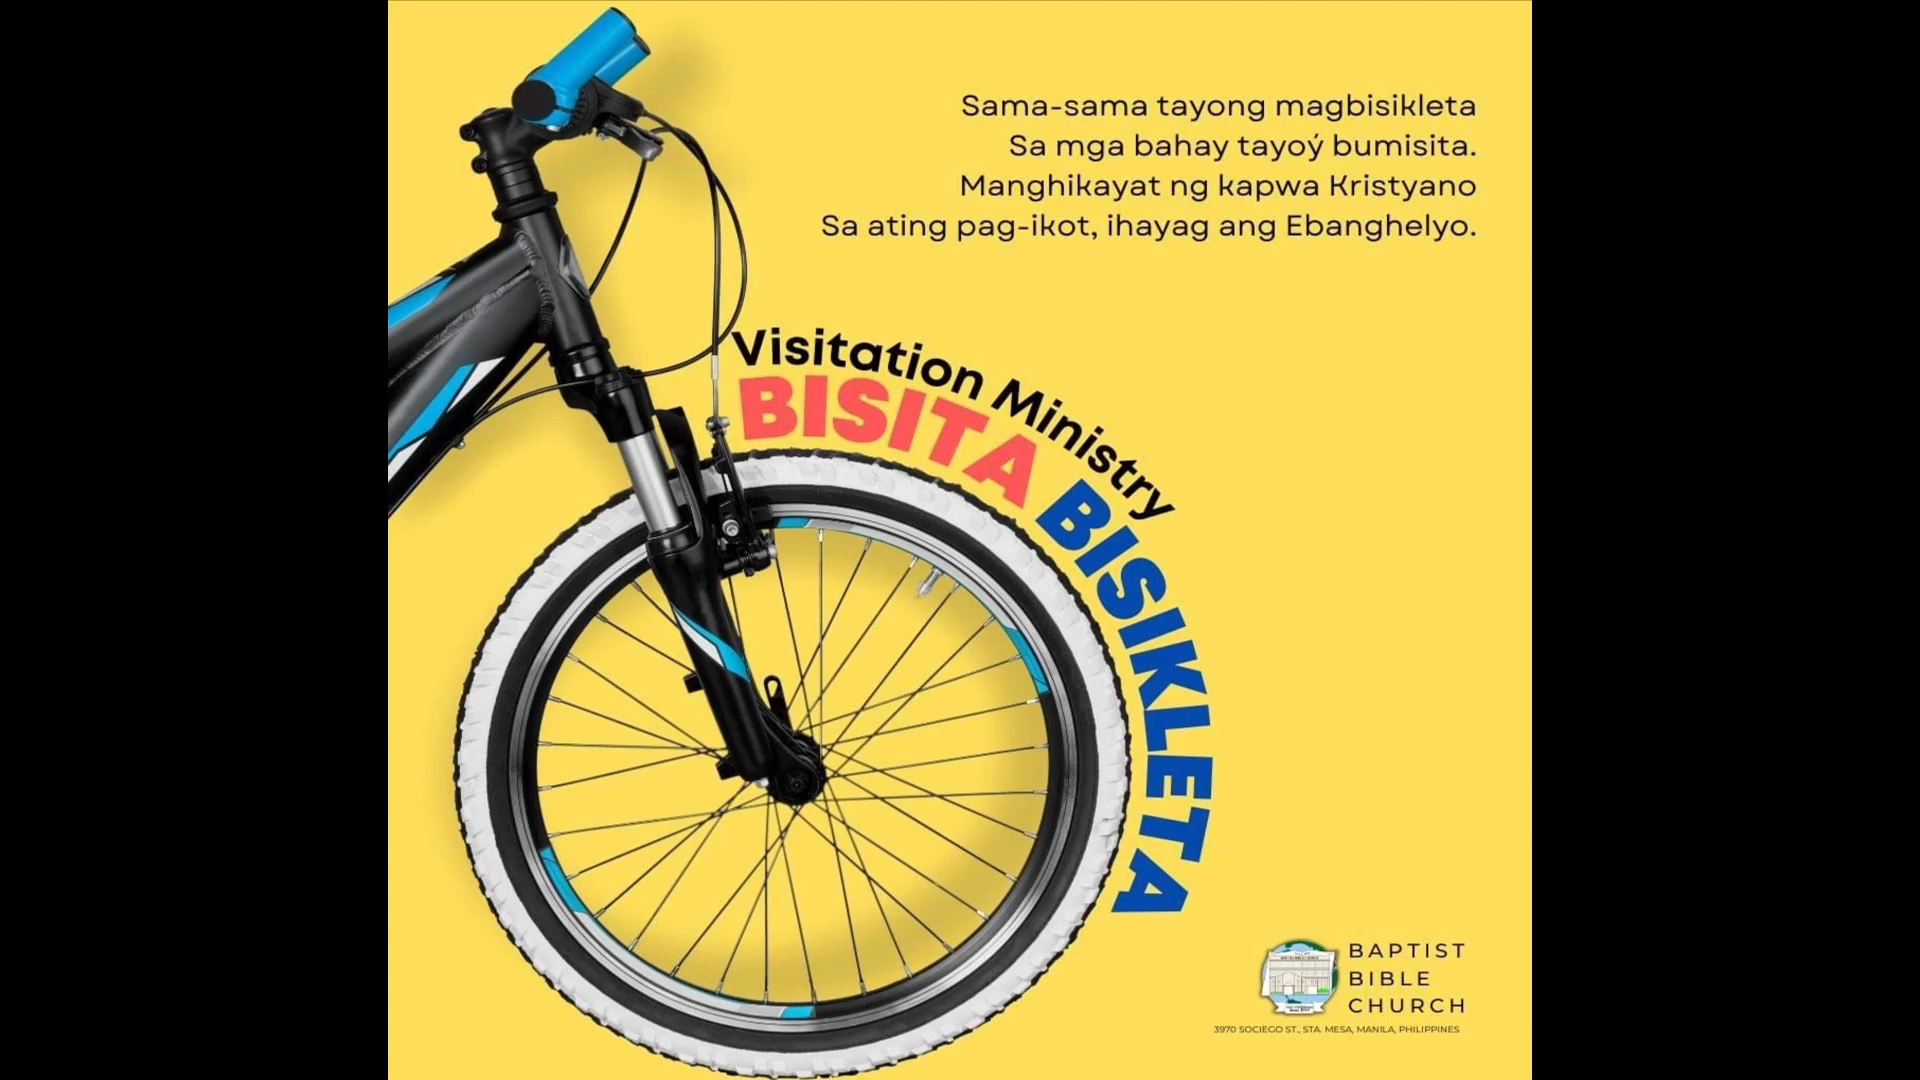 Sama-sama tayong magbisikleta
Sa mga bahay tayoý bumisita.
Manghikayat ng kapwa Kristyano
Sa ating pag-ikot, ihayag ang Ebanghelyo.
Visitation Ministry
BISITA BISIKLETA
BAPTIST
BIBLE
CHURCH
3970 SOCIEGO ST., STA. MESA, MANILA, PHILIPPINES